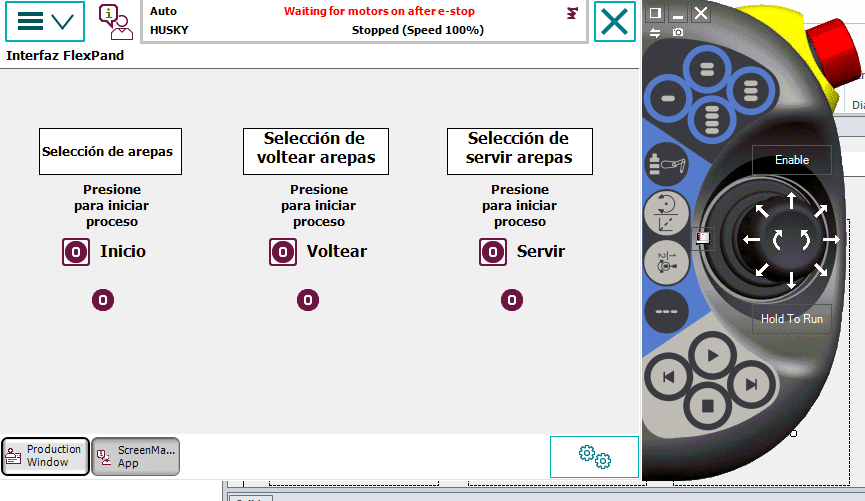 Auto
Waiting for motors on after e-stop
HUSKY
Stopped (Speed 100%)
Interfaz FlexPand
Selección de arepas
Selección de
voltear arepas
Selección de
servir arepas
Presione
para iniciar
proceso
Presione
para iniciar
proceso
Presione
para iniciar
proceso
0 Inicio
0 Voltear
0 Servir
0
0
0
Production
Window
ScreenMa...
App
Enable
Hold To Run
Dia